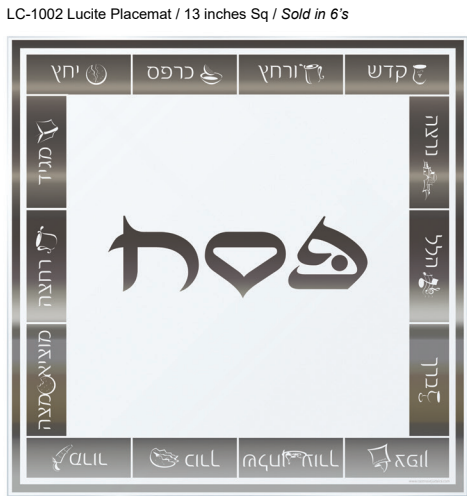 LC-1002 Lucite Placemat / 13 inches Sq / Sold in 6's
קדש
ורחץ
כרפס
יחץ
מגיד
רחצה
מוציא מצה
מרור
כורך
שולחן עורך
צפון
ברך
הלל
נרצה
פסח